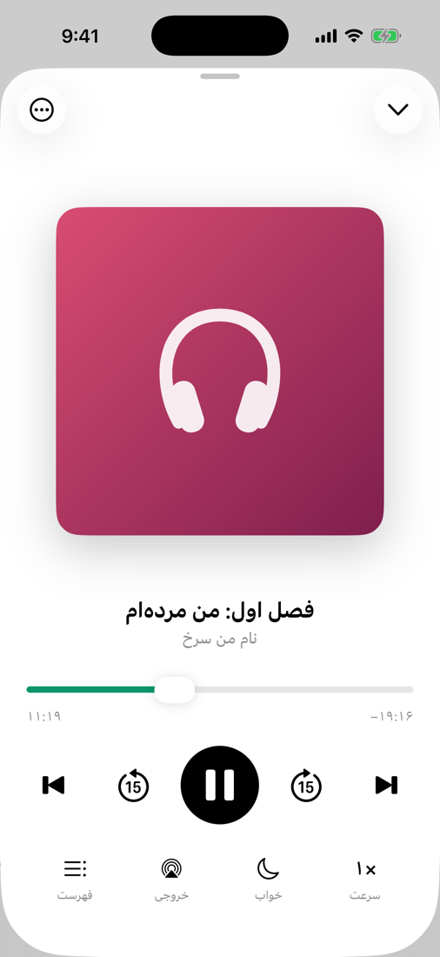 9:41
فصل اول: من مرده‌ام
نام من سرخ
۱۱:۱۹
−۱۹:۱۶
15
15
۱×
سرعت
خواب
خروجی
فهرست